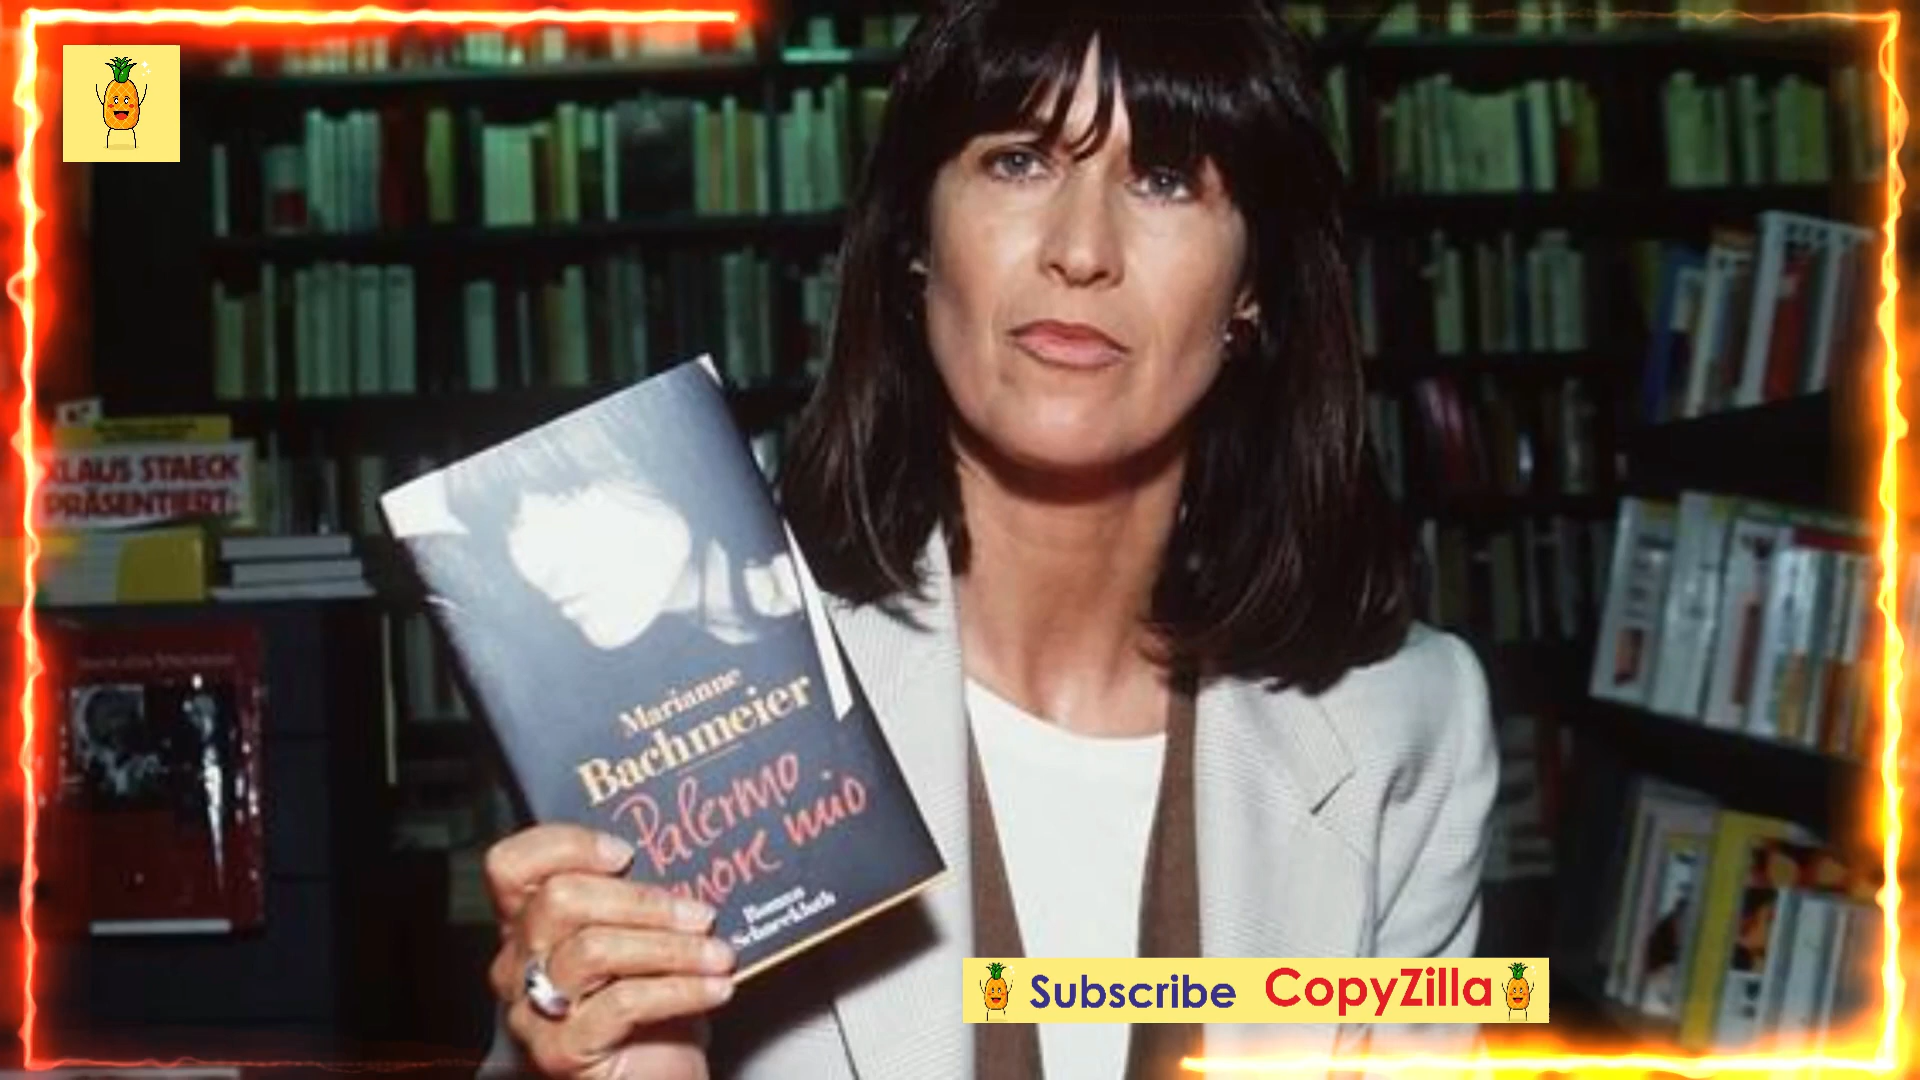 KLAUS STAECK
PRÄSENTIERT:
Marianne
Bachmeier
Palermo
amore mio
Roman
Schneekluth
Subscribe CopyZilla